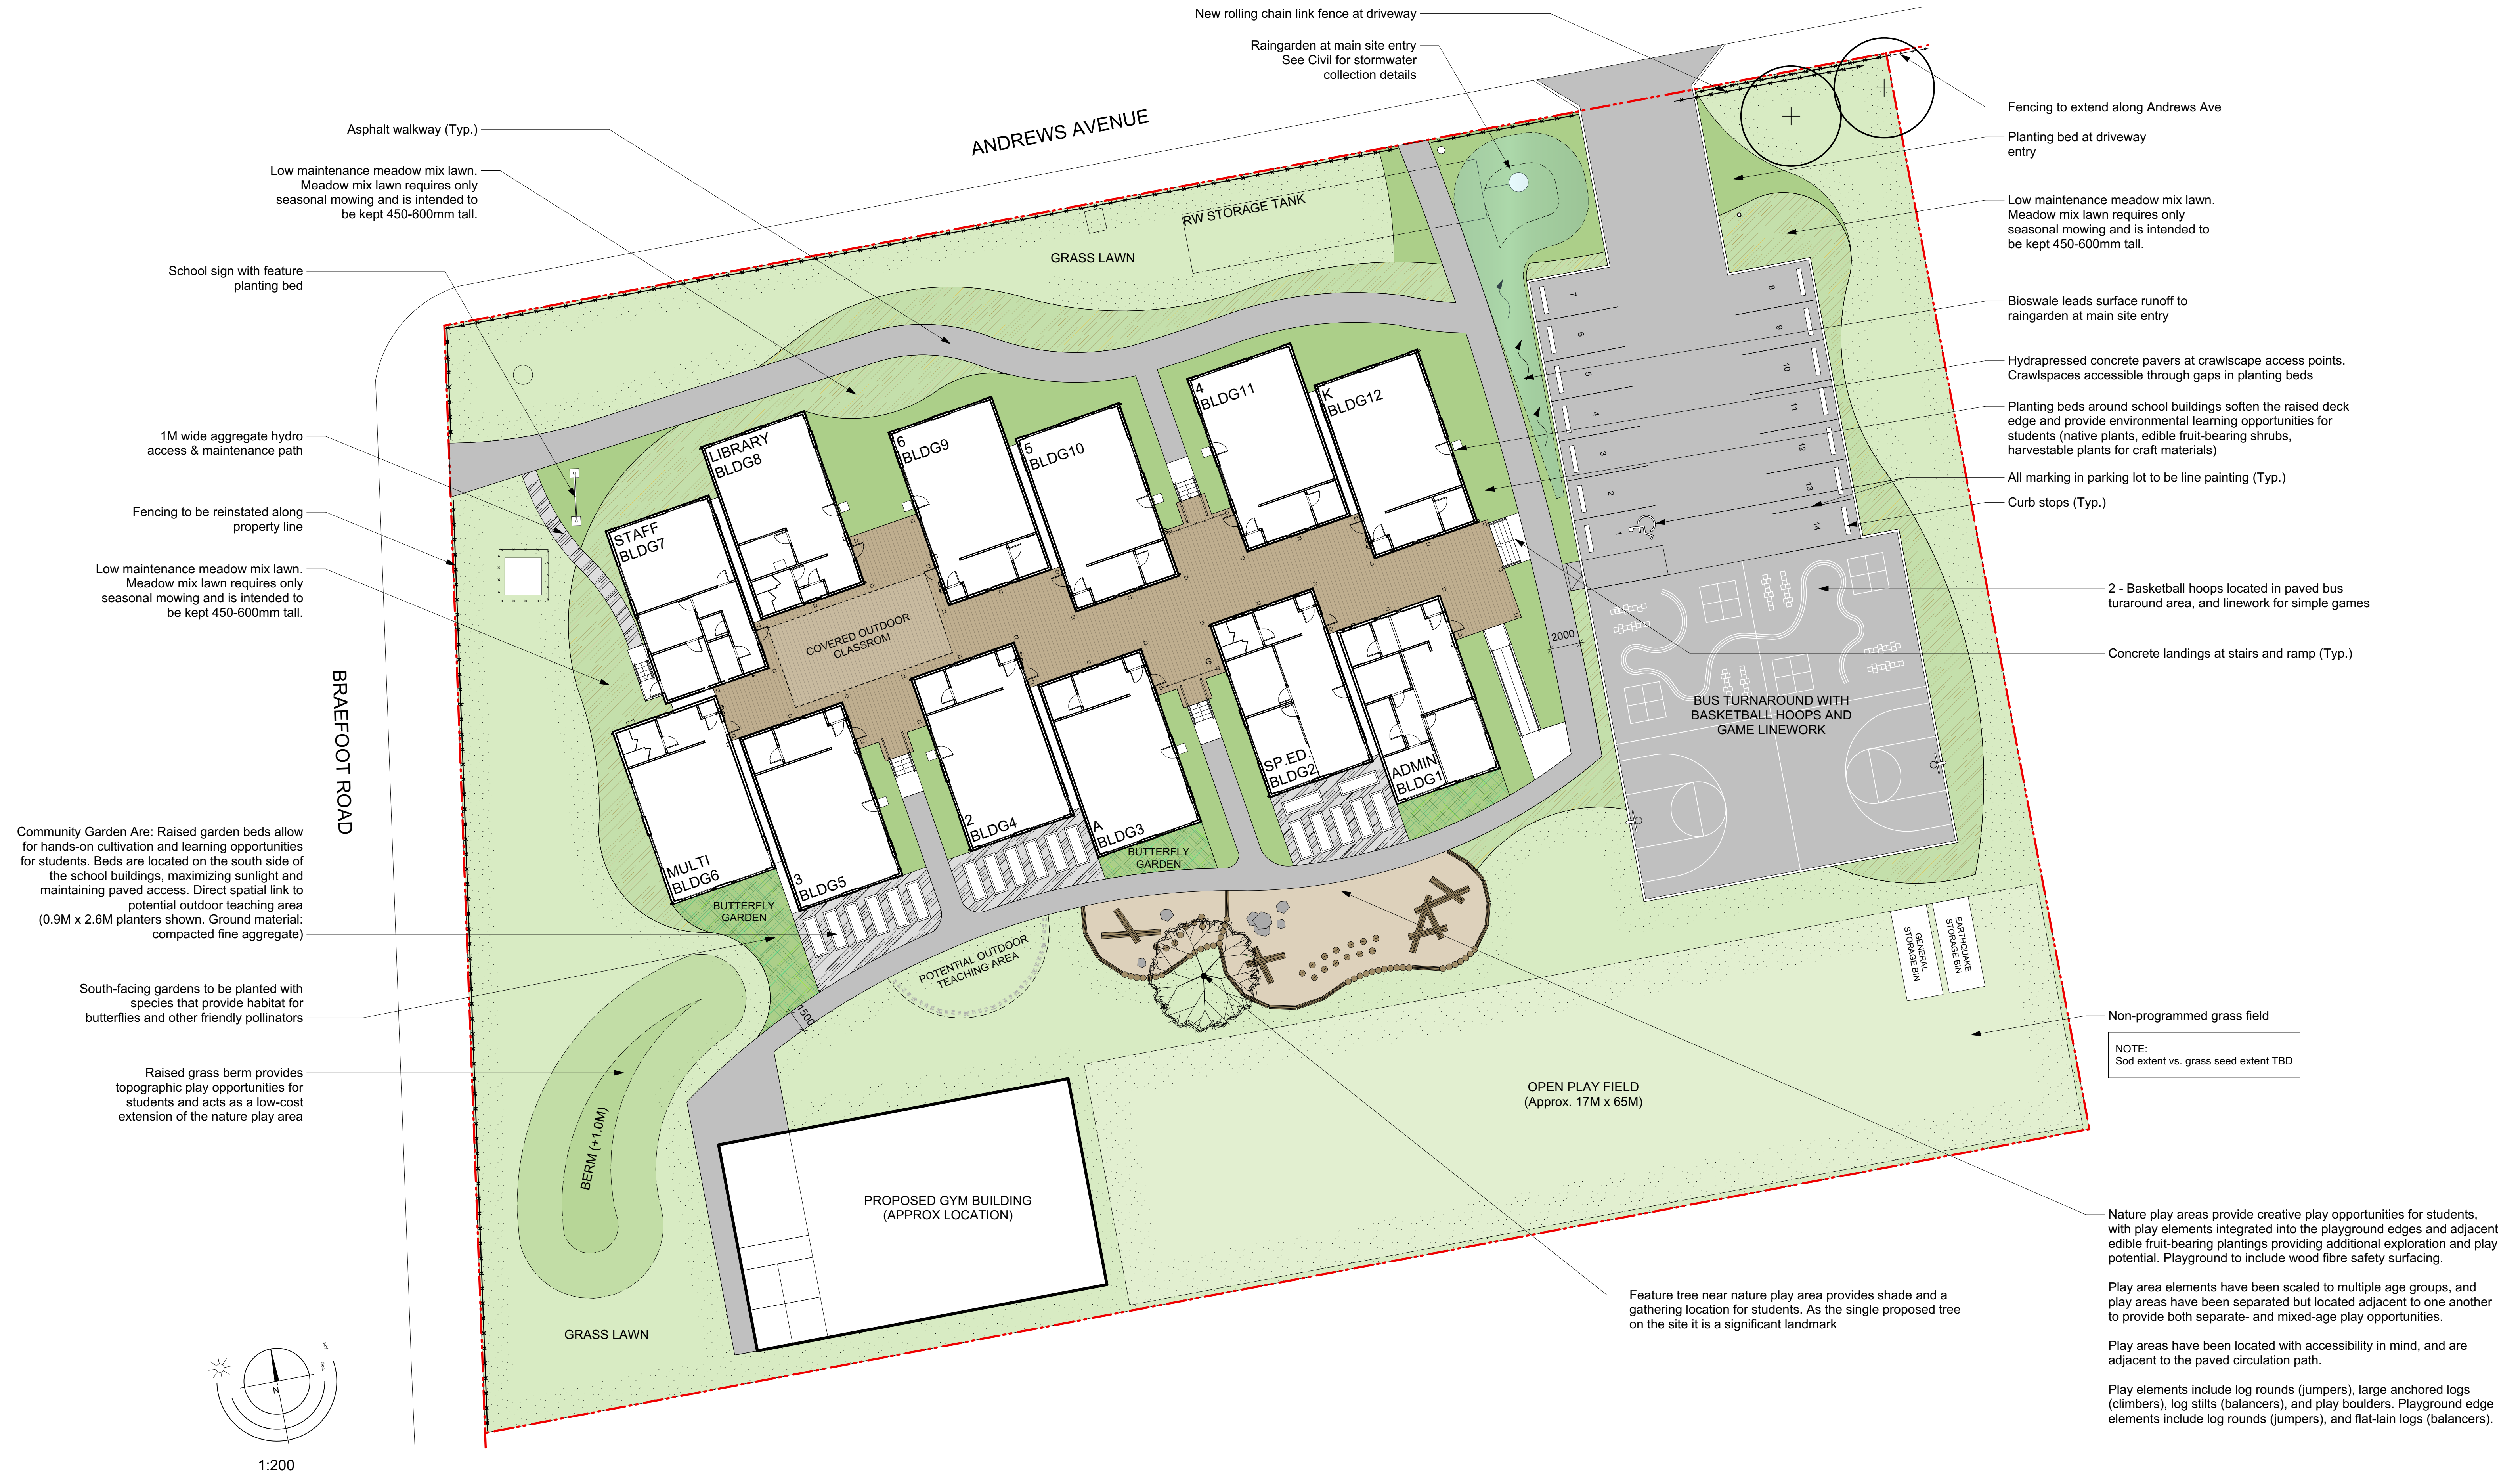 New rolling chain link fence at driveway
Raingarden at main site entry
See Civil for stormwater
collection details
ANDREWS AVENUE
Asphalt walkway (Typ.)
Low maintenance meadow mix lawn.
Meadow mix lawn requires only
seasonal mowing and is intended to
be kept 450-600mm tall.
School sign with feature
planting bed
1M wide aggregate hydro
access & maintenance path
Fencing to be reinstated along
property line
Low maintenance meadow mix lawn.
Meadow mix lawn requires only
seasonal mowing and is intended to
be kept 450-600mm tall.
BRAEFOOT ROAD
Community Garden Are: Raised garden beds allow
for hands-on cultivation and learning opportunities
for students. Beds are located on the south side of
the school buildings, maximizing sunlight and
maintaining paved access. Direct spatial link to
potential outdoor teaching area
(0.9M x 2.6M planters shown. Ground material:
compacted fine aggregate)
South-facing gardens to be planted with
species that provide habitat for
butterflies and other friendly pollinators
Raised grass berm provides
topographic play opportunities for
students and acts as a low-cost
extension of the nature play area
N
1:200
RW STORAGE TANK
GRASS LAWN
LIBRARY
BLDG8
6
BLDG9
5
BLDG10
4
BLDG11
K
BLDG12
STAFF
BLDG7
COVERED OUTDOOR
CLASSROM
MULTI
BLDG6
3
BLDG5
2
BLDG4
A
BLDG3
SP.ED.
BLDG2
ADMIN
BLDG1
G
BUTTERFLY
GARDEN
BUTTERFLY
GARDEN
POTENTIAL OUTDOOR
TEACHING AREA
1500
2000
7
6
5
4
3
2
1
8
9
10
11
12
13
14
BUS TURNAROUND WITH
BASKETBALL HOOPS AND
GAME LINEWORK
GENERAL
STORAGE BIN
EARTHQUAKE
STORAGE BIN
OPEN PLAY FIELD
(Approx. 17M x 65M)
BERM (+1.0M)
PROPOSED GYM BUILDING
(APPROX LOCATION)
GRASS LAWN
Fencing to extend along Andrews Ave
Planting bed at driveway
entry
Low maintenance meadow mix lawn.
Meadow mix lawn requires only
seasonal mowing and is intended to
be kept 450-600mm tall.
Bioswale leads surface runoff to
raingarden at main site entry
Hydrapressed concrete pavers at crawlscape access points.
Crawlspaces accessible through gaps in planting beds
Planting beds around school buildings soften the raised deck
edge and provide environmental learning opportunities for
students (native plants, edible fruit-bearing shrubs,
harvestable plants for craft materials)
All marking in parking lot to be line painting (Typ.)
Curb stops (Typ.)
2 - Basketball hoops located in paved bus
turaround area, and linework for simple games
Concrete landings at stairs and ramp (Typ.)
Non-programmed grass field
NOTE:
Sod extent vs. grass seed extent TBD
Nature play areas provide creative play opportunities for students,
with play elements integrated into the playground edges and adjacent
edible fruit-bearing plantings providing additional exploration and play
potential. Playground to include wood fibre safety surfacing.
Play area elements have been scaled to multiple age groups, and
play areas have been separated but located adjacent to one another
to provide both separate- and mixed-age play opportunities.
Play areas have been located with accessibility in mind, and are
adjacent to the paved circulation path.
Play elements include log rounds (jumpers), large anchored logs
(climbers), log stilts (balancers), and play boulders. Playground edge
elements include log rounds (jumpers), and flat-lain logs (balancers).
Feature tree near nature play area provides shade and a
gathering location for students. As the single proposed tree
on the site it is a significant landmark